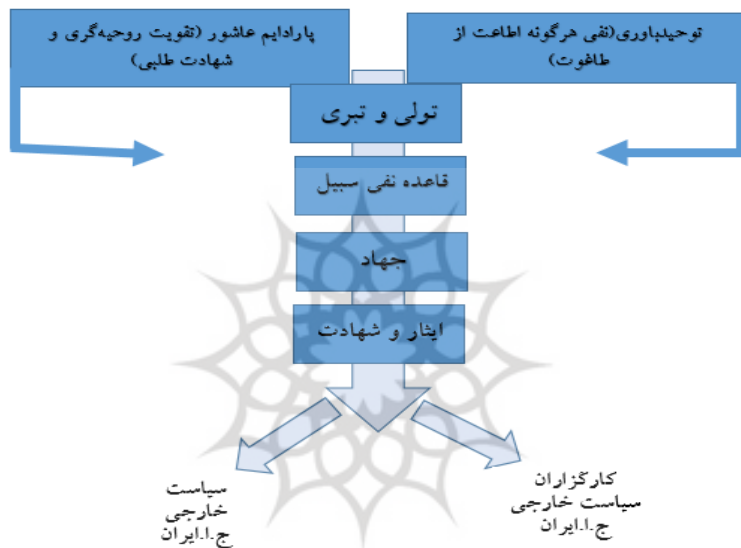 توحیدباوری(نفی هرگونه اطاعت از
طاغوت)
پارادایم عاشور (تقویت روحیه‌گری و
شهادت طلبی)
تولی و تبری
قاعده نفی سبیل
جهاد
ایثار و شهادت
کارگزاران
سیاست خارجی
ج.ا.ایران
سیاست
خارجی
ج.ا.ایران